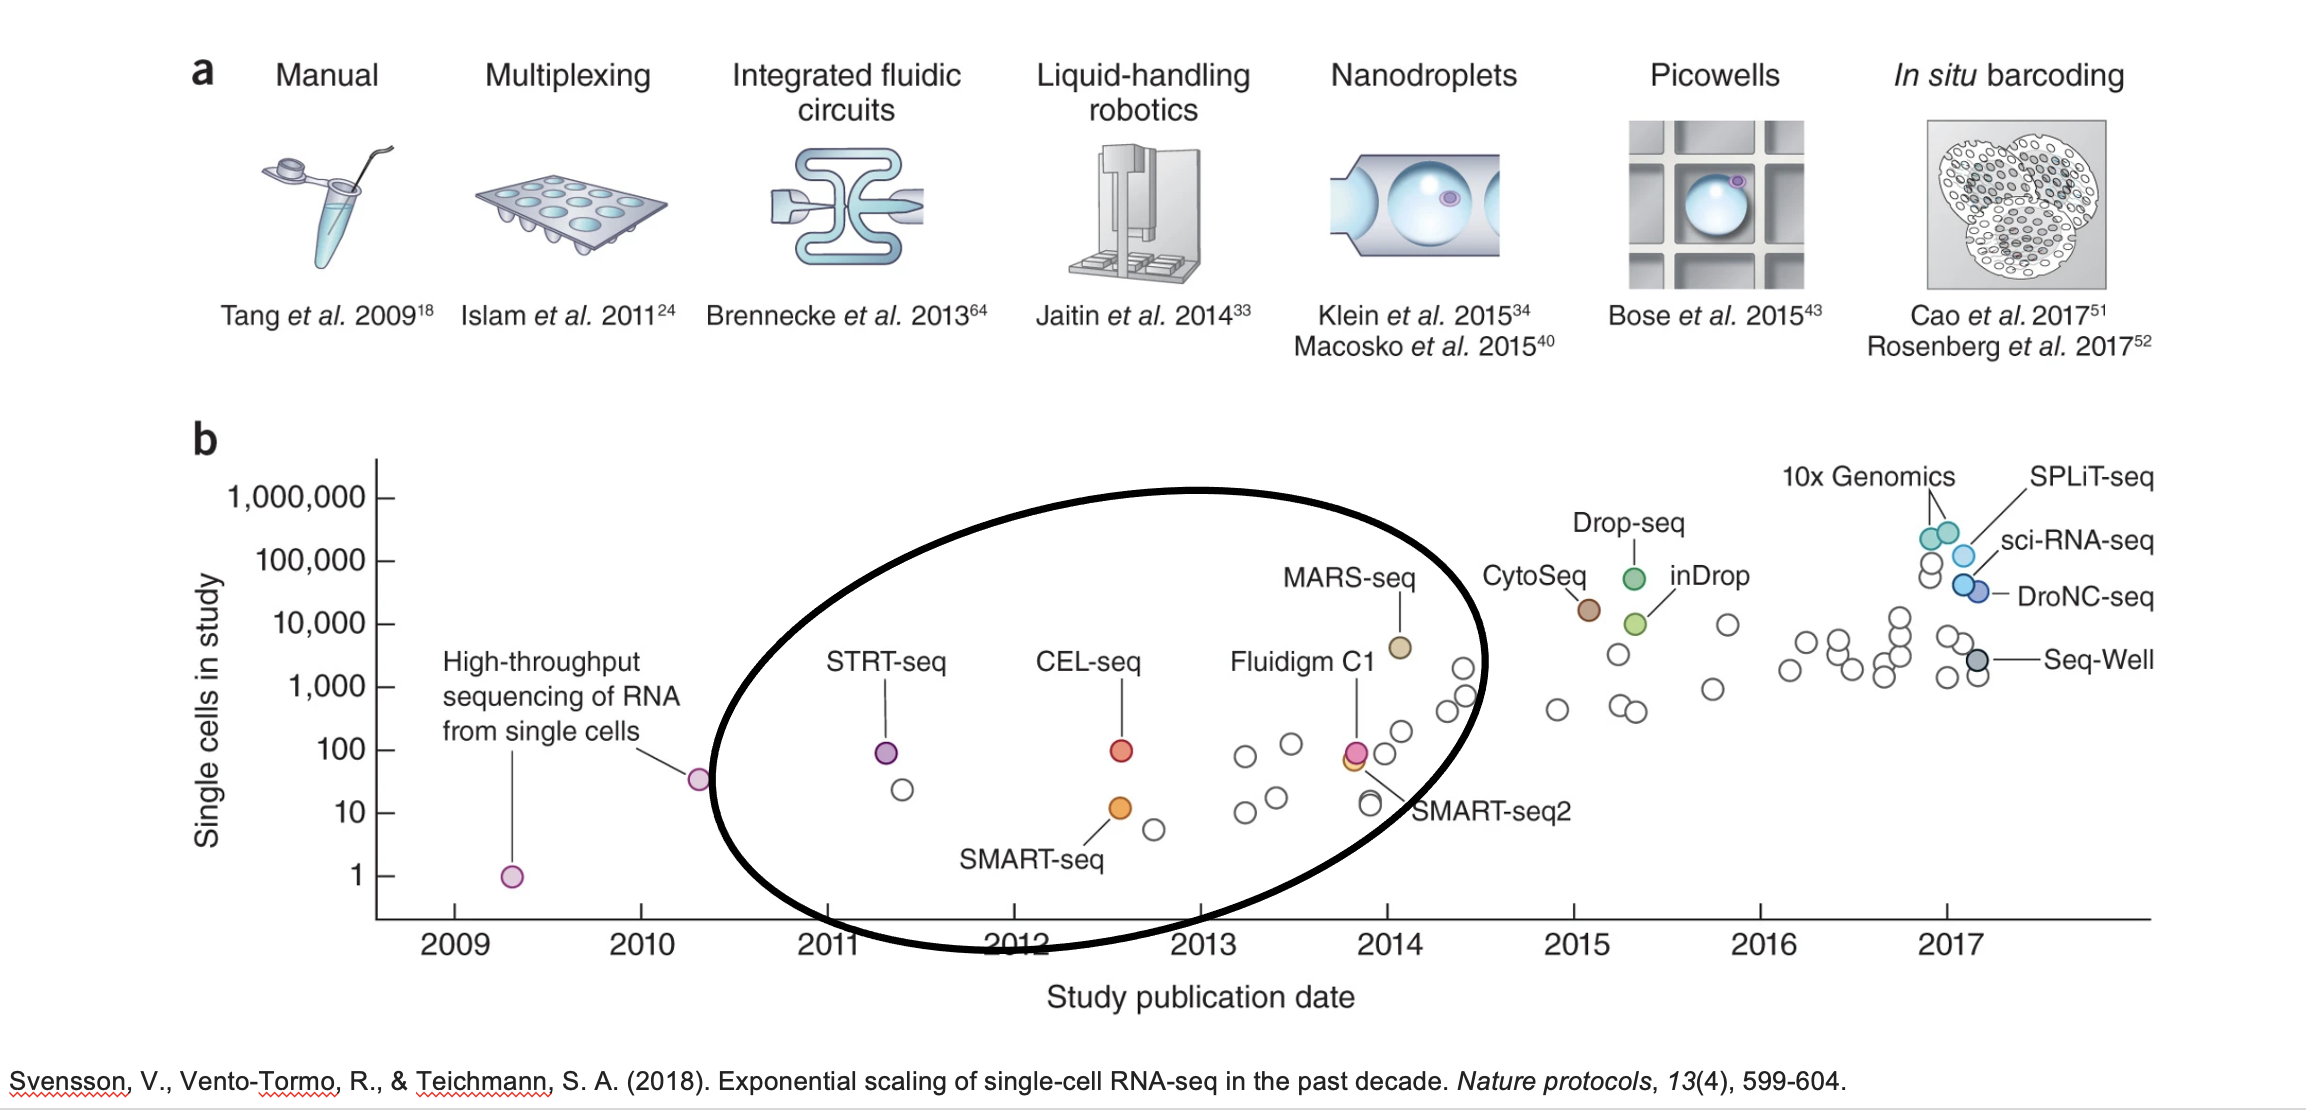 a
Manual
Multiplexing
Integrated fluidic
circuits
Liquid-handling
robotics
Nanodroplets
Picowells
In situ barcoding
Tang et al. 2009¹⁸
Islam et al. 2011²⁴
Brennecke et al. 2013⁶⁴
Jaitin et al. 2014³³
Klein et al. 2015³⁴
Macosko et al. 2015⁴⁰
Bose et al. 2015⁴³
Cao et al. 2017⁵¹
Rosenberg et al. 2017⁵²
b
Single cells in study
1,000,000
100,000
10,000
1,000
100
10
1
High-throughput
sequencing of RNA
from single cells
STRT-seq
CEL-seq
SMART-seq
Fluidigm C1
MARS-seq
SMART-seq2
CytoSeq
Drop-seq
inDrop
10x Genomics
SPLiT-seq
sci-RNA-seq
DroNC-seq
Seq-Well
2009
2010
2011
2012
2013
2014
2015
2016
2017
Study publication date
Svensson, V., Vento-Tormo, R., & Teichmann, S. A. (2018). Exponential scaling of single-cell RNA-seq in the past decade. Nature protocols, 13(4), 599-604.